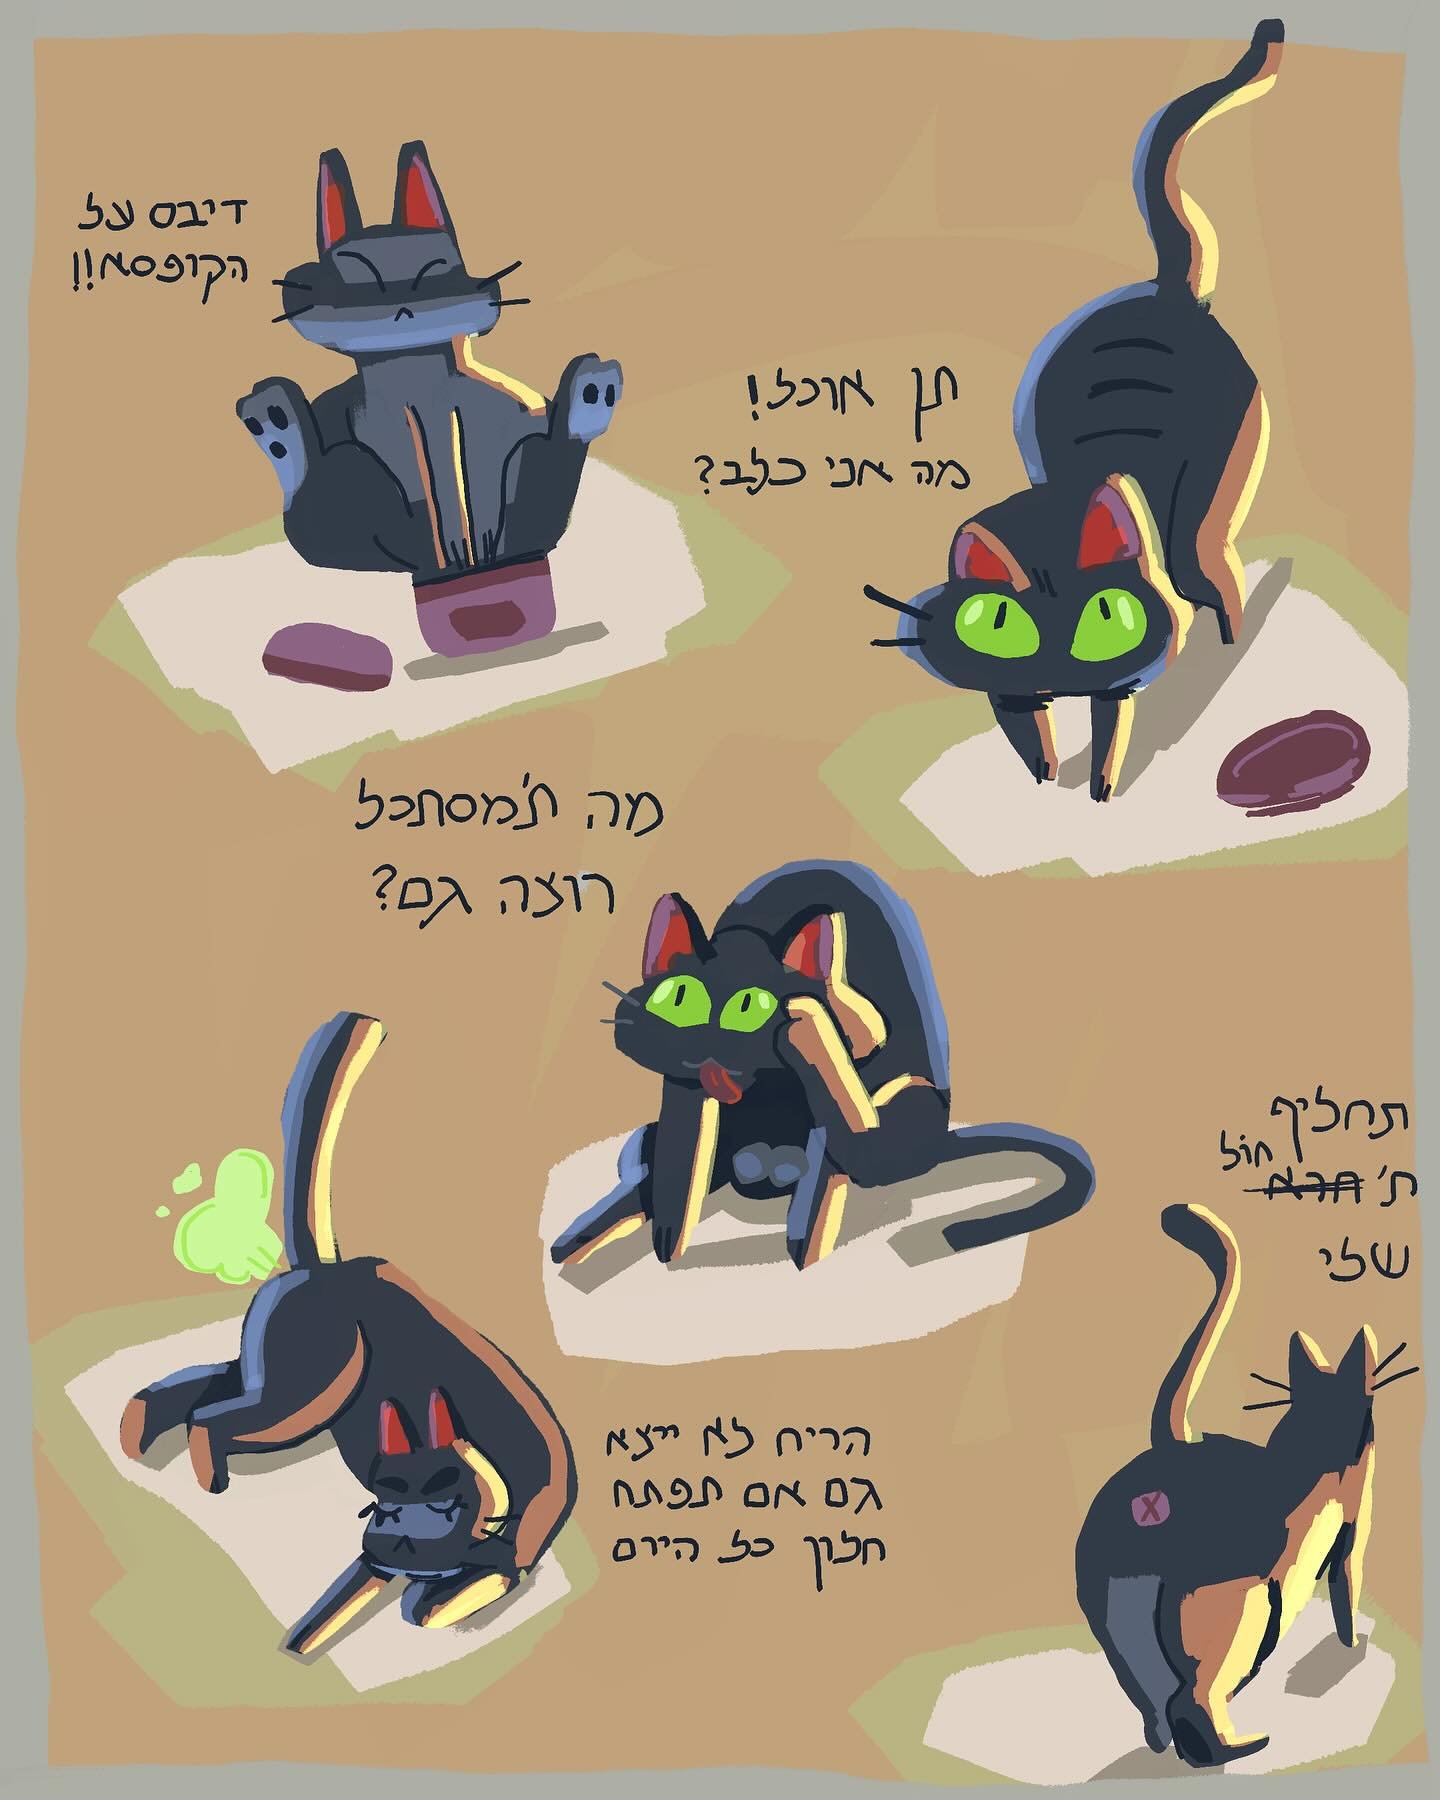 דיבס על
הקופסא!!
תן אוכל!
מה אני כלב?
מה ת'מסתכל
רוצה גם?
תחליף
חול
ת' חרא
שלי
הריח לא ייצא
גם אם תפתח
חלון כל היום